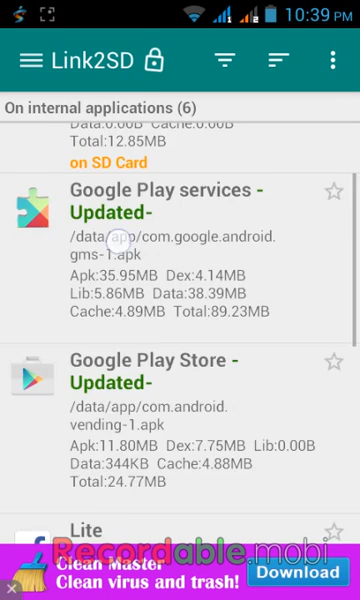 10:39 PM
Link2SD
On internal applications (6)
Data:0.00B Cache:0.00B
Total:12.85MB
on SD Card
Google Play services -
Updated-
/data/app/com.google.android.
gms-1.apk
Apk:35.95MB Dex:4.14MB
Lib:5.86MB Data:38.39MB
Cache:4.89MB Total:89.23MB
Google Play Store -
Updated-
/data/app/com.android.
vending-1.apk
Apk:11.80MB Dex:7.75MB Lib:0.00B
Data:344KB Cache:4.88MB
Total:24.77MB
Lite
Recordable.mobi
Clean Master
Clean virus and trash!
Download